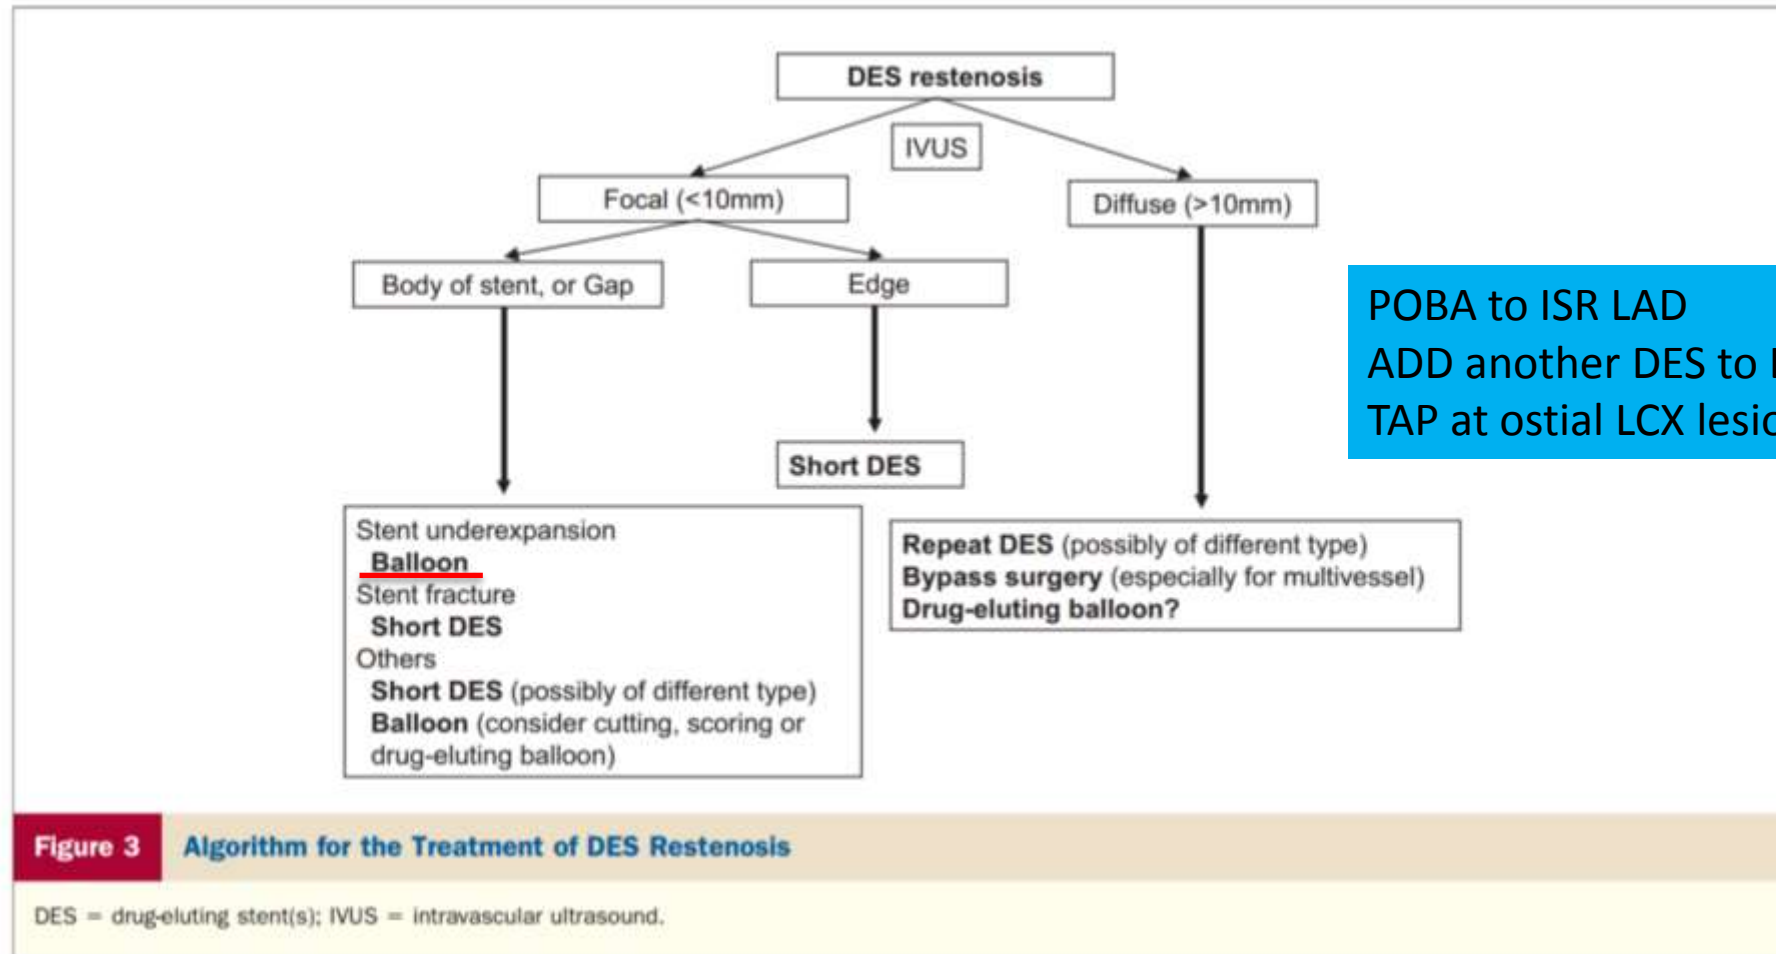 DES restenosis
IVUS
Focal (<10mm)
Diffuse (>10mm)
Body of stent, or Gap
Edge
POBA to ISR LAD
ADD another DES to
TAP at ostial LCX
Short DES
Stent underexpansion
Balloon
Stent fracture
Short DES
Others
Short DES (possibly of different type)
Balloon (consider cutting, scoring or
drug-eluting balloon)
Repeat DES (possibly of different type)
Bypass surgery (especially for multivessel)
Drug-eluting balloon?
Figure 3 Algorithm for the Treatment of DES Restenosis
DES = drug-eluting stent(s); IVUS = intravascular ultrasound.